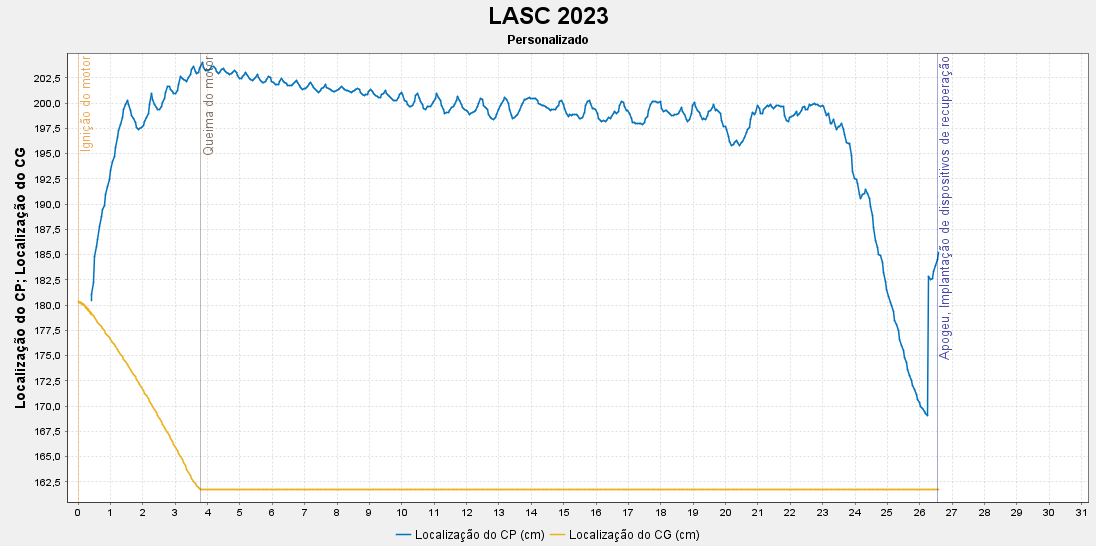 LASC 2023
Personalizado
Localização do CP; Localização do CG
202,5
200,0
197,5
195,0
192,5
190,0
187,5
185,0
182,5
180,0
177,5
175,0
172,5
170,0
167,5
165,0
162,5
Ignição do motor
Queima do motor
Apogeu, Implantação de dispositivos de recuperação
0 1 2 3 4 5 6 7 8 9 10 11 12 13 14 15 16 17 18 19 20 21 22 23 24 25 26 27 28 29 30 31
Localização do CP (cm) Localização do CG (cm)